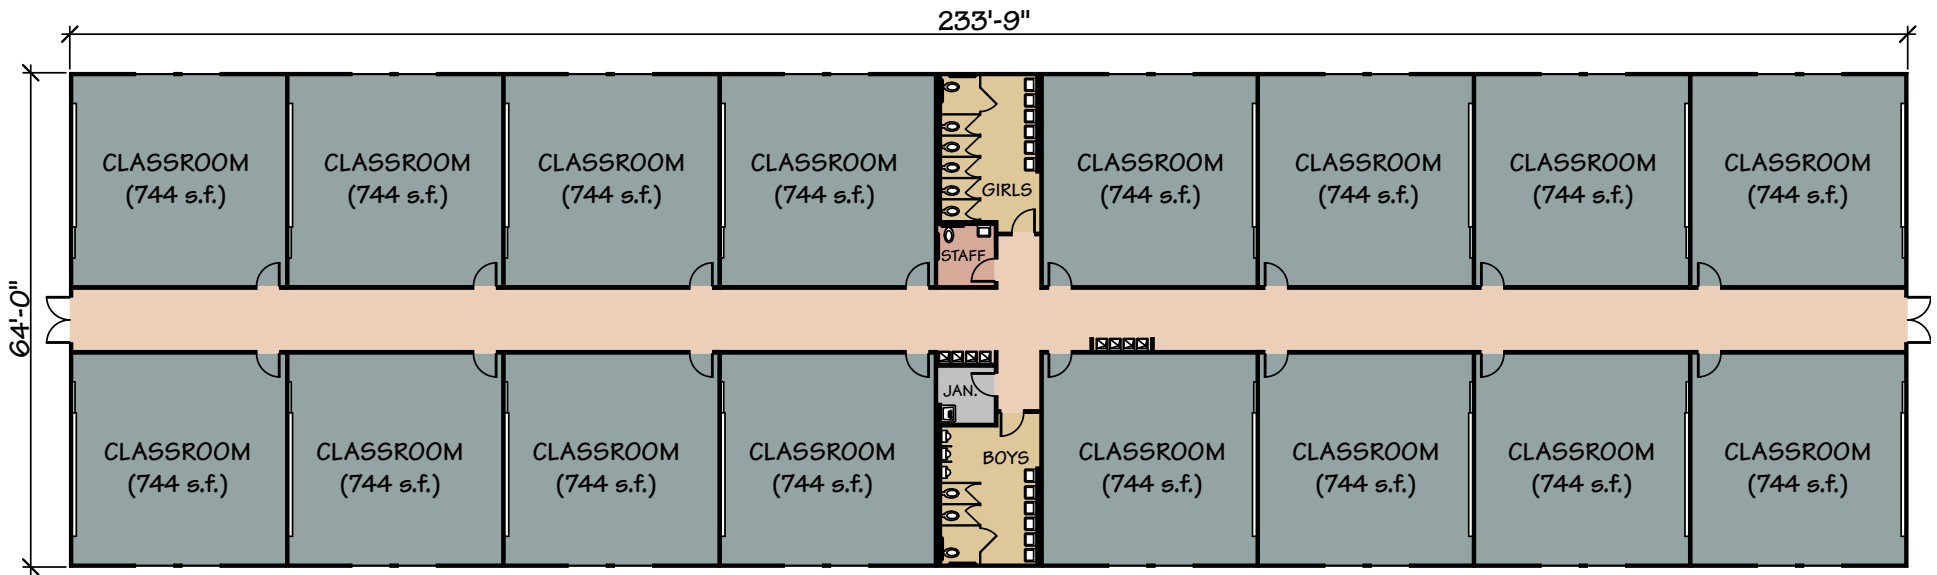 233'-9"
64'-0"
CLASSROOM
(744 s.f.)
CLASSROOM
(744 s.f.)
CLASSROOM
(744 s.f.)
CLASSROOM
(744 s.f.)
GIRLS
STAFF
CLASSROOM
(744 s.f.)
CLASSROOM
(744 s.f.)
CLASSROOM
(744 s.f.)
CLASSROOM
(744 s.f.)
CLASSROOM
(744 s.f.)
CLASSROOM
(744 s.f.)
CLASSROOM
(744 s.f.)
CLASSROOM
(744 s.f.)
JAN.
BOYS
CLASSROOM
(744 s.f.)
CLASSROOM
(744 s.f.)
CLASSROOM
(744 s.f.)
CLASSROOM
(744 s.f.)